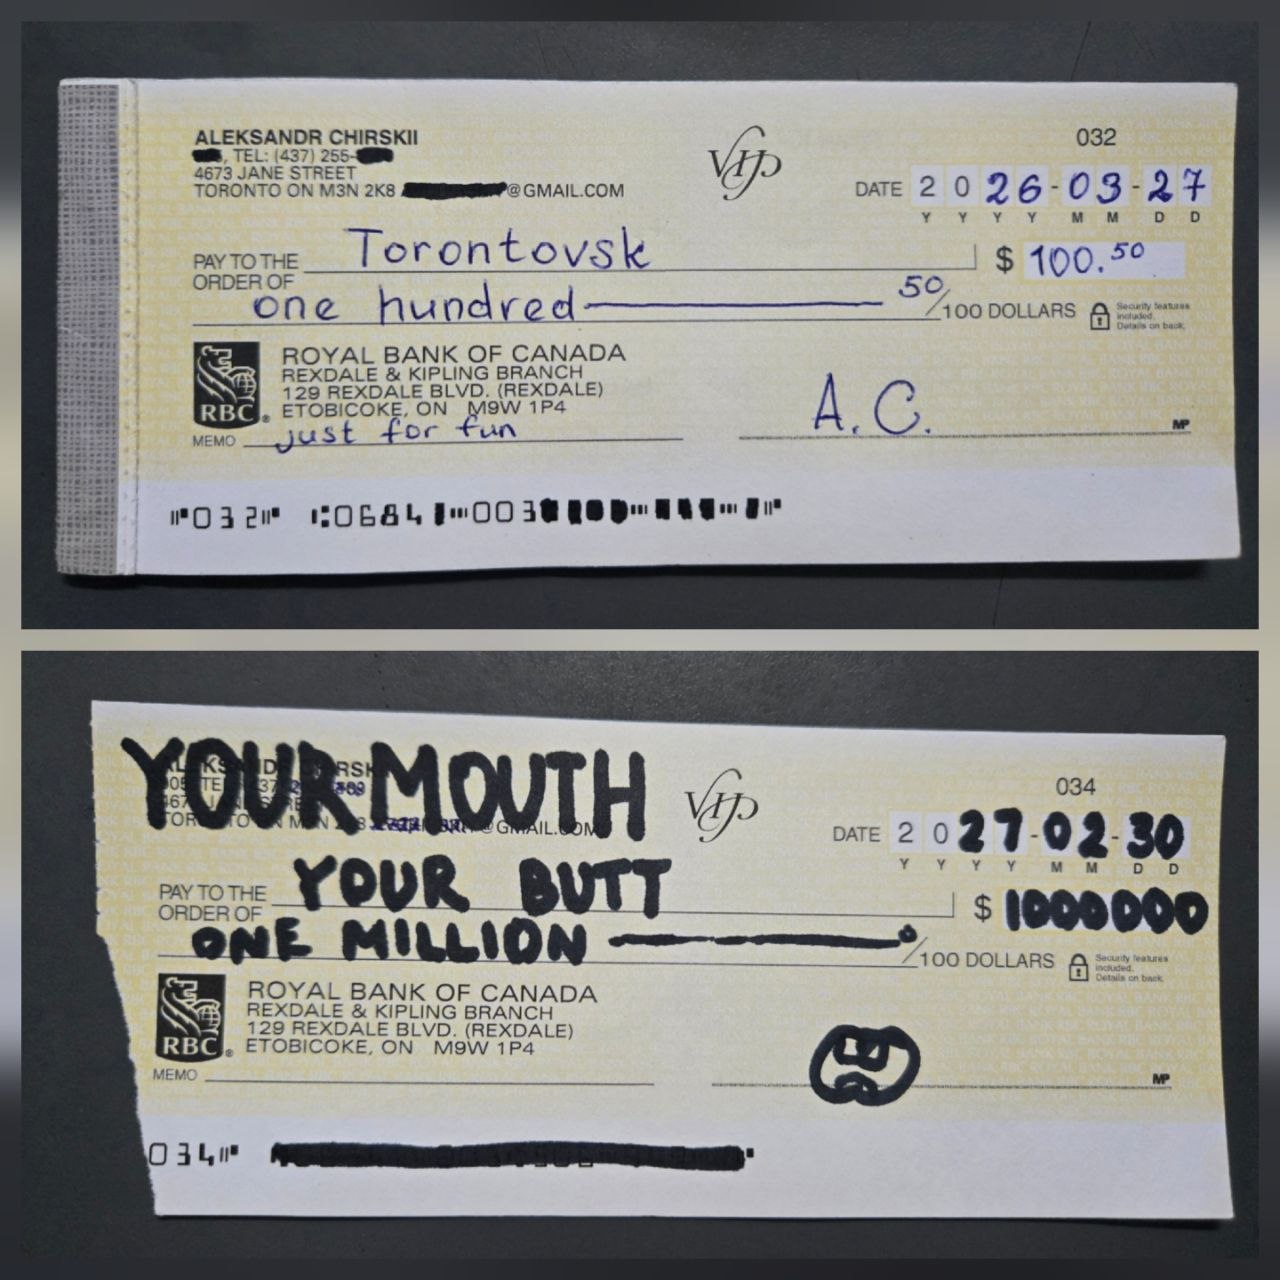 ALEKSANDR CHIRSKII
032
TEL: (437) 255-
4673 JANE STREET
TORONTO ON M3N 2K8 @GMAIL.COM
VIP
DATE 2026-03-27
Y Y Y Y M M D D
PAY TO THE ORDER OF Torontovsk $ 100.50
one hundred 50/100 DOLLARS
Security features
included.
Details on back.
RBC
ROYAL BANK OF CANADA
REXDALE & KIPLING BRANCH
129 REXDALE BLVD. (REXDALE)
ETOBICOKE, ON M9W 1P4
MEMO just for fun
A.C.
MP
032 0684 003
YOUR MOUTH
034
@GMAIL.COM
VIP
DATE 2027-02-30
Y Y Y Y M M D D
PAY TO THE ORDER OF YOUR BUTT $ 1000000
ONE MILLION 0/100 DOLLARS
Security features
included.
Details on back.
RBC
ROYAL BANK OF CANADA
REXDALE & KIPLING BRANCH
129 REXDALE BLVD. (REXDALE)
ETOBICOKE, ON M9W 1P4
MEMO
MP
034